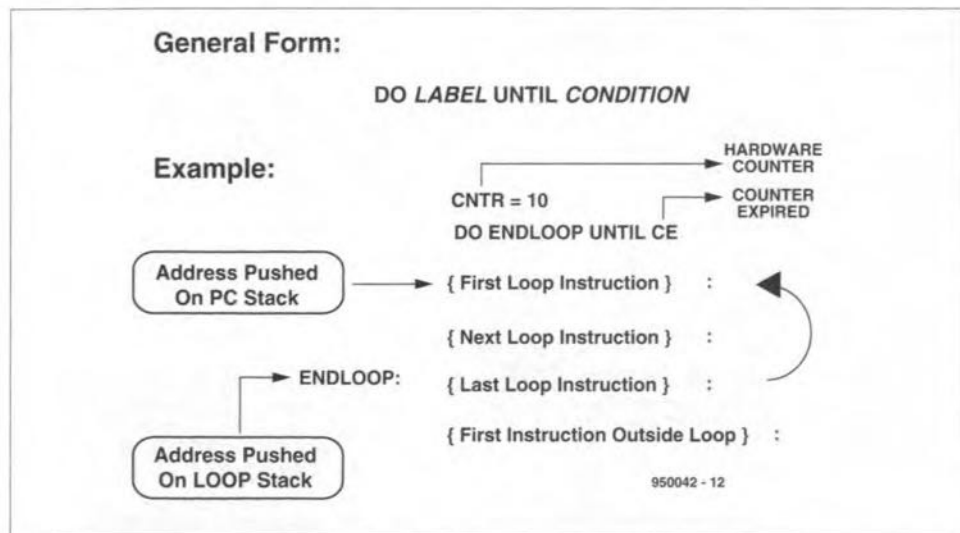 General Form:
DO LABEL UNTIL CONDITION
Example:
HARDWARE
COUNTER
CNTR = 10
COUNTER
EXPIRED
DO ENDLOOP UNTIL CE
Address Pushed
On PC Stack
{ First Loop Instruction } :
{ Next Loop Instruction } :
ENDLOOP:
{ Last Loop Instruction } :
{ First Instruction Outside Loop } :
Address Pushed
On LOOP Stack
950042 - 12